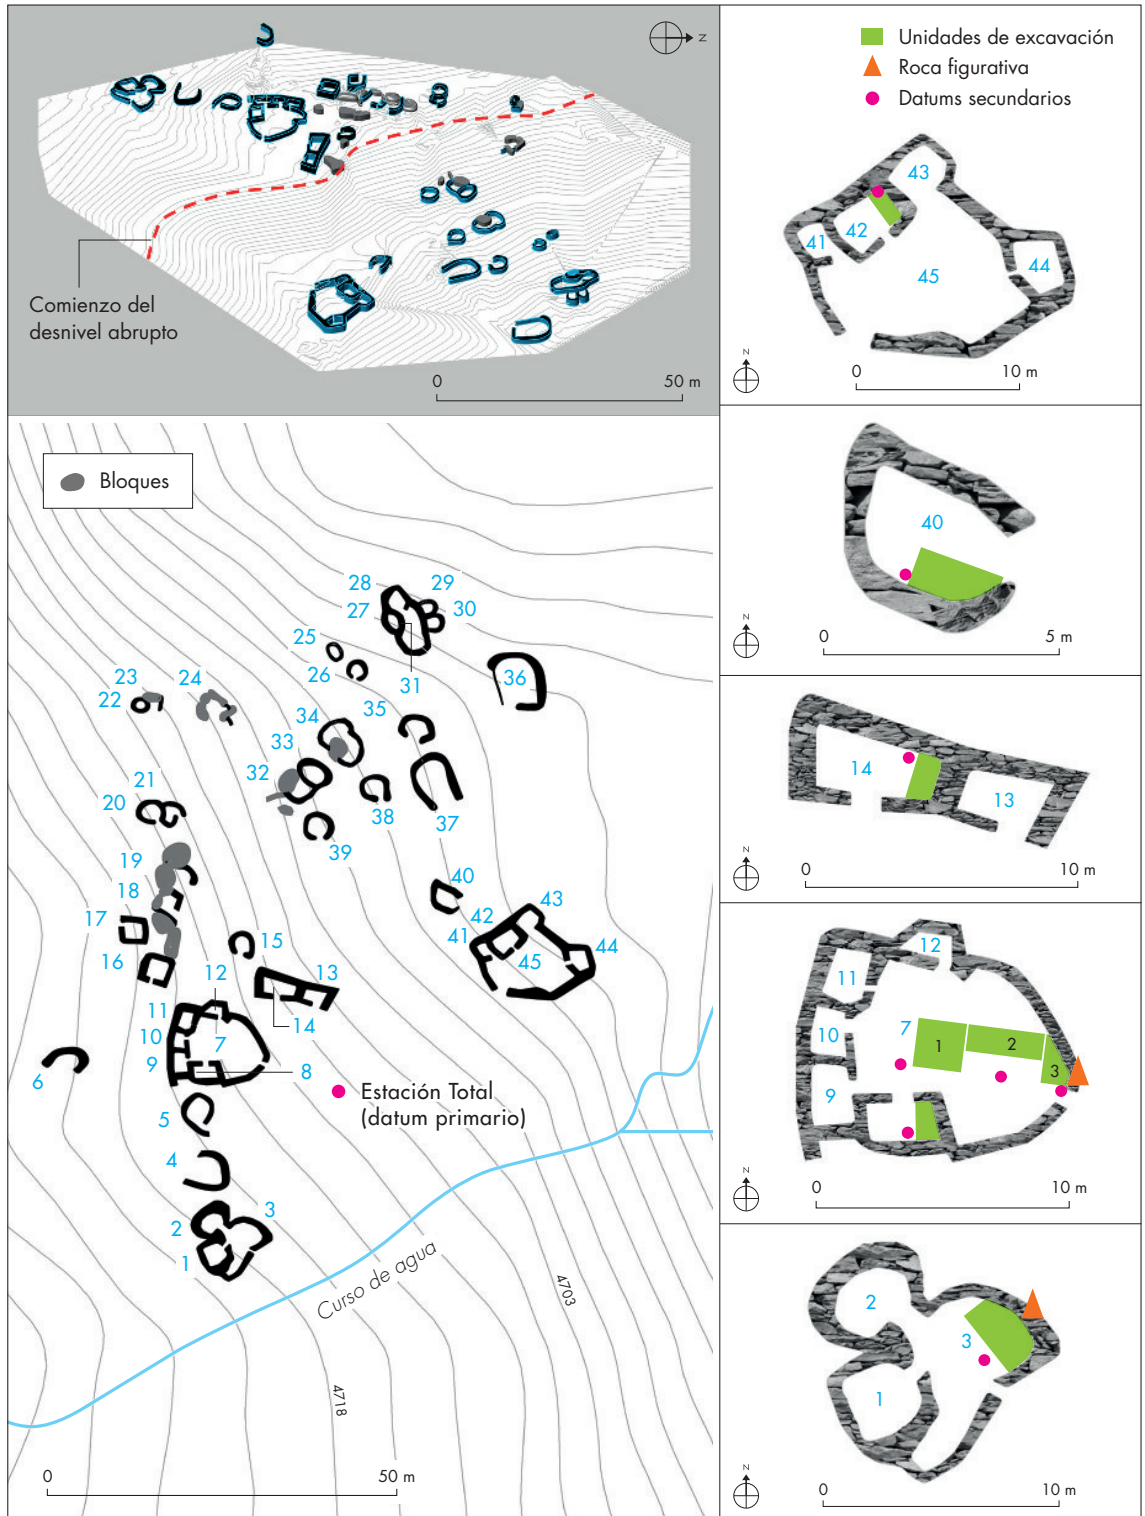 Z
Comienzo del
desnivel abrupto
0 50 m
Bloques
28 29
27 30
25
26
31
36
23 24
22
34 35
33
32
21
20
38 37
39
19
18
17
40
42 43
41
45 44
16
15
12 13
11
14
10 7
9
8
6
Estación Total
(datum primario)
5
4
3
2
1
Curso de agua
4703
4718
0 50 m
Unidades de excavación
Roca figurativa
Datums secundarios
43
42
41
44
45
N
0 10 m
40
N
0 5 m
14
13
N
0 10 m
12
11
10 7
1 2
3
9
N
0 10 m
2
3
1
N
0 10 m